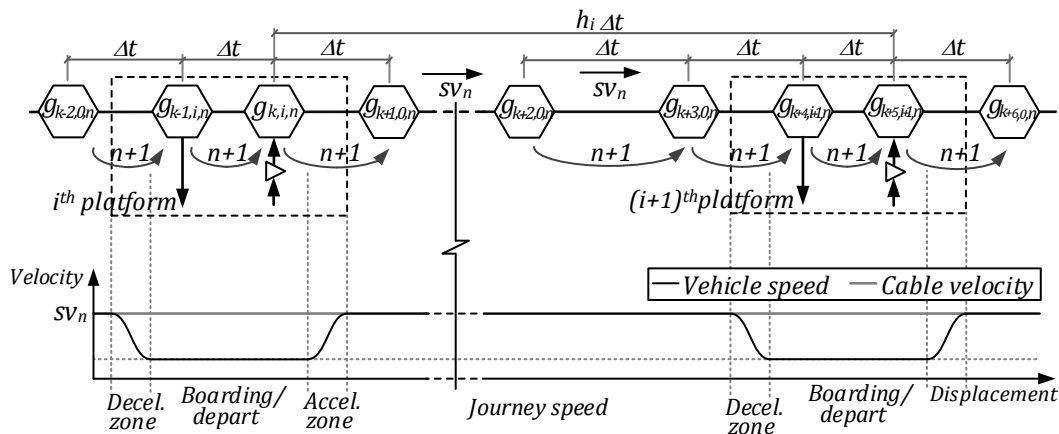 h_i Δt
Δt Δt Δt Δt Δt Δt Δt
sv_n sv_n
g_{k-2,0,n} g_{k-1,i,n} g_{k,i,n} g_{k+1,0,n} g_{k+2,0,n} g_{k+3,0,n} g_{k+4,i+1,n} g_{k+5,i+1,n} g_{k+6,0,n}
n+1 n+1 n+1 n+1 n+1 n+1 n+1
i^{th} platform (i+1)^{th} platform
Velocity
Vehicle speed Cable velocity
sv_n
Decel. zone
Boarding/ depart
Accel. zone
Journey speed
Decel. zone
Boarding/ depart
Displacement